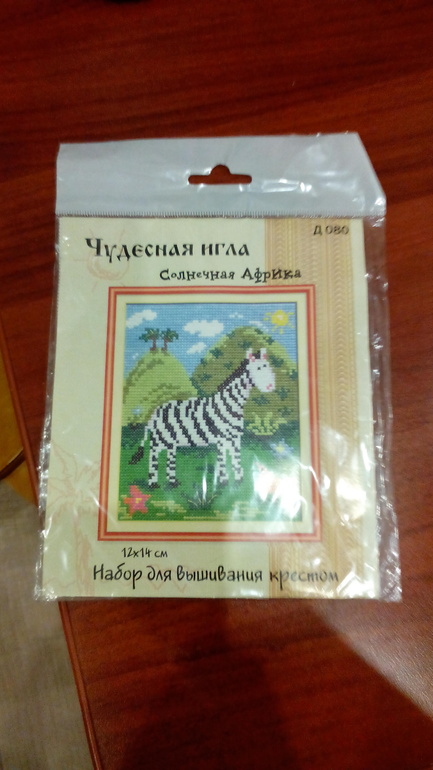 Д 080
Чудесная игла
Солнечная Африка
12x14 см
Набор для вышивания крестом